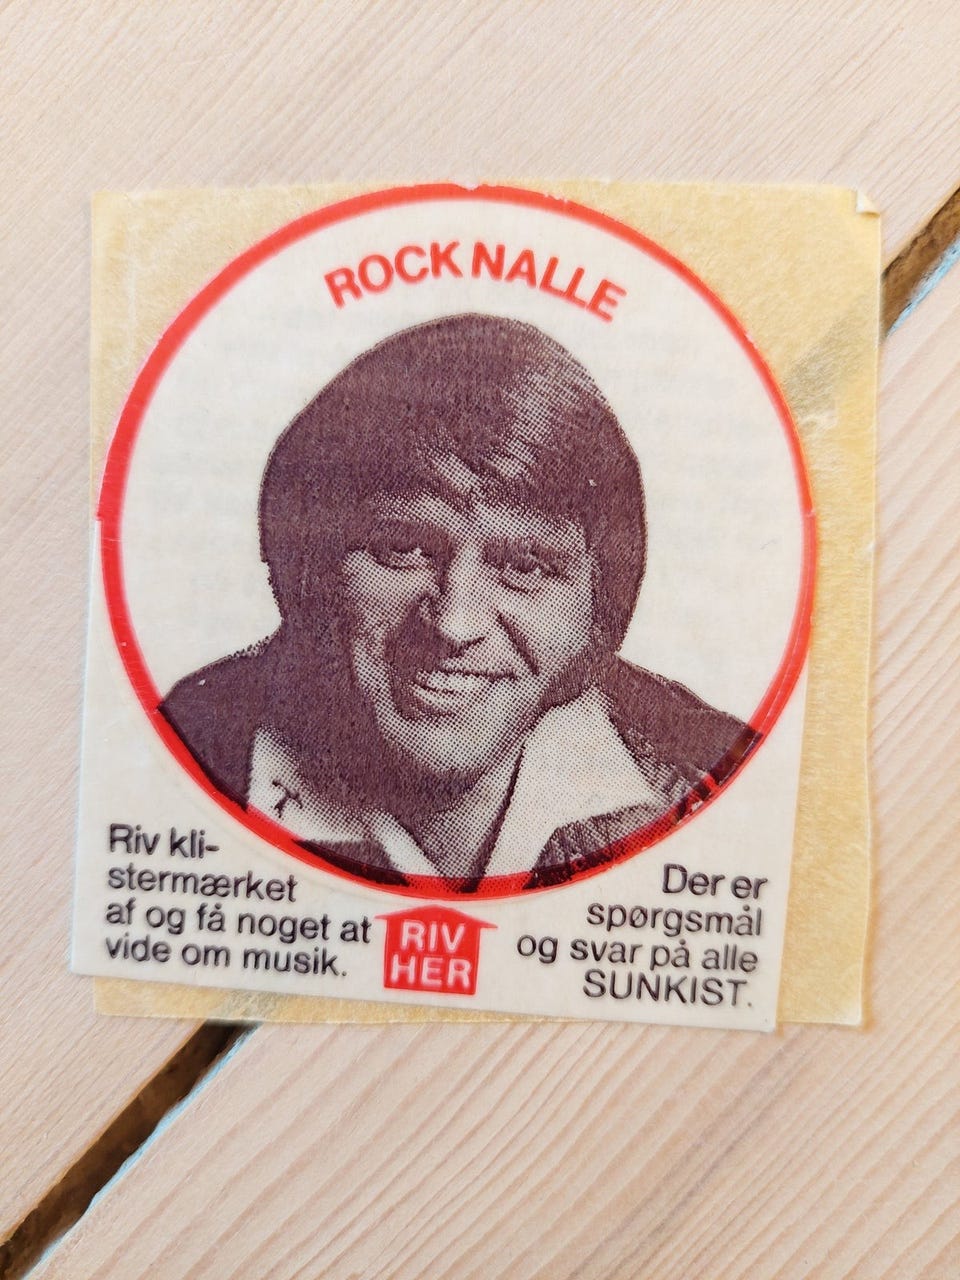 ROCK NALLE
Riv kli-
stermærket
af og få noget at
vide om musik.
RIV
HER
Der er
spørgsmål
og svar på alle
SUNKIST.